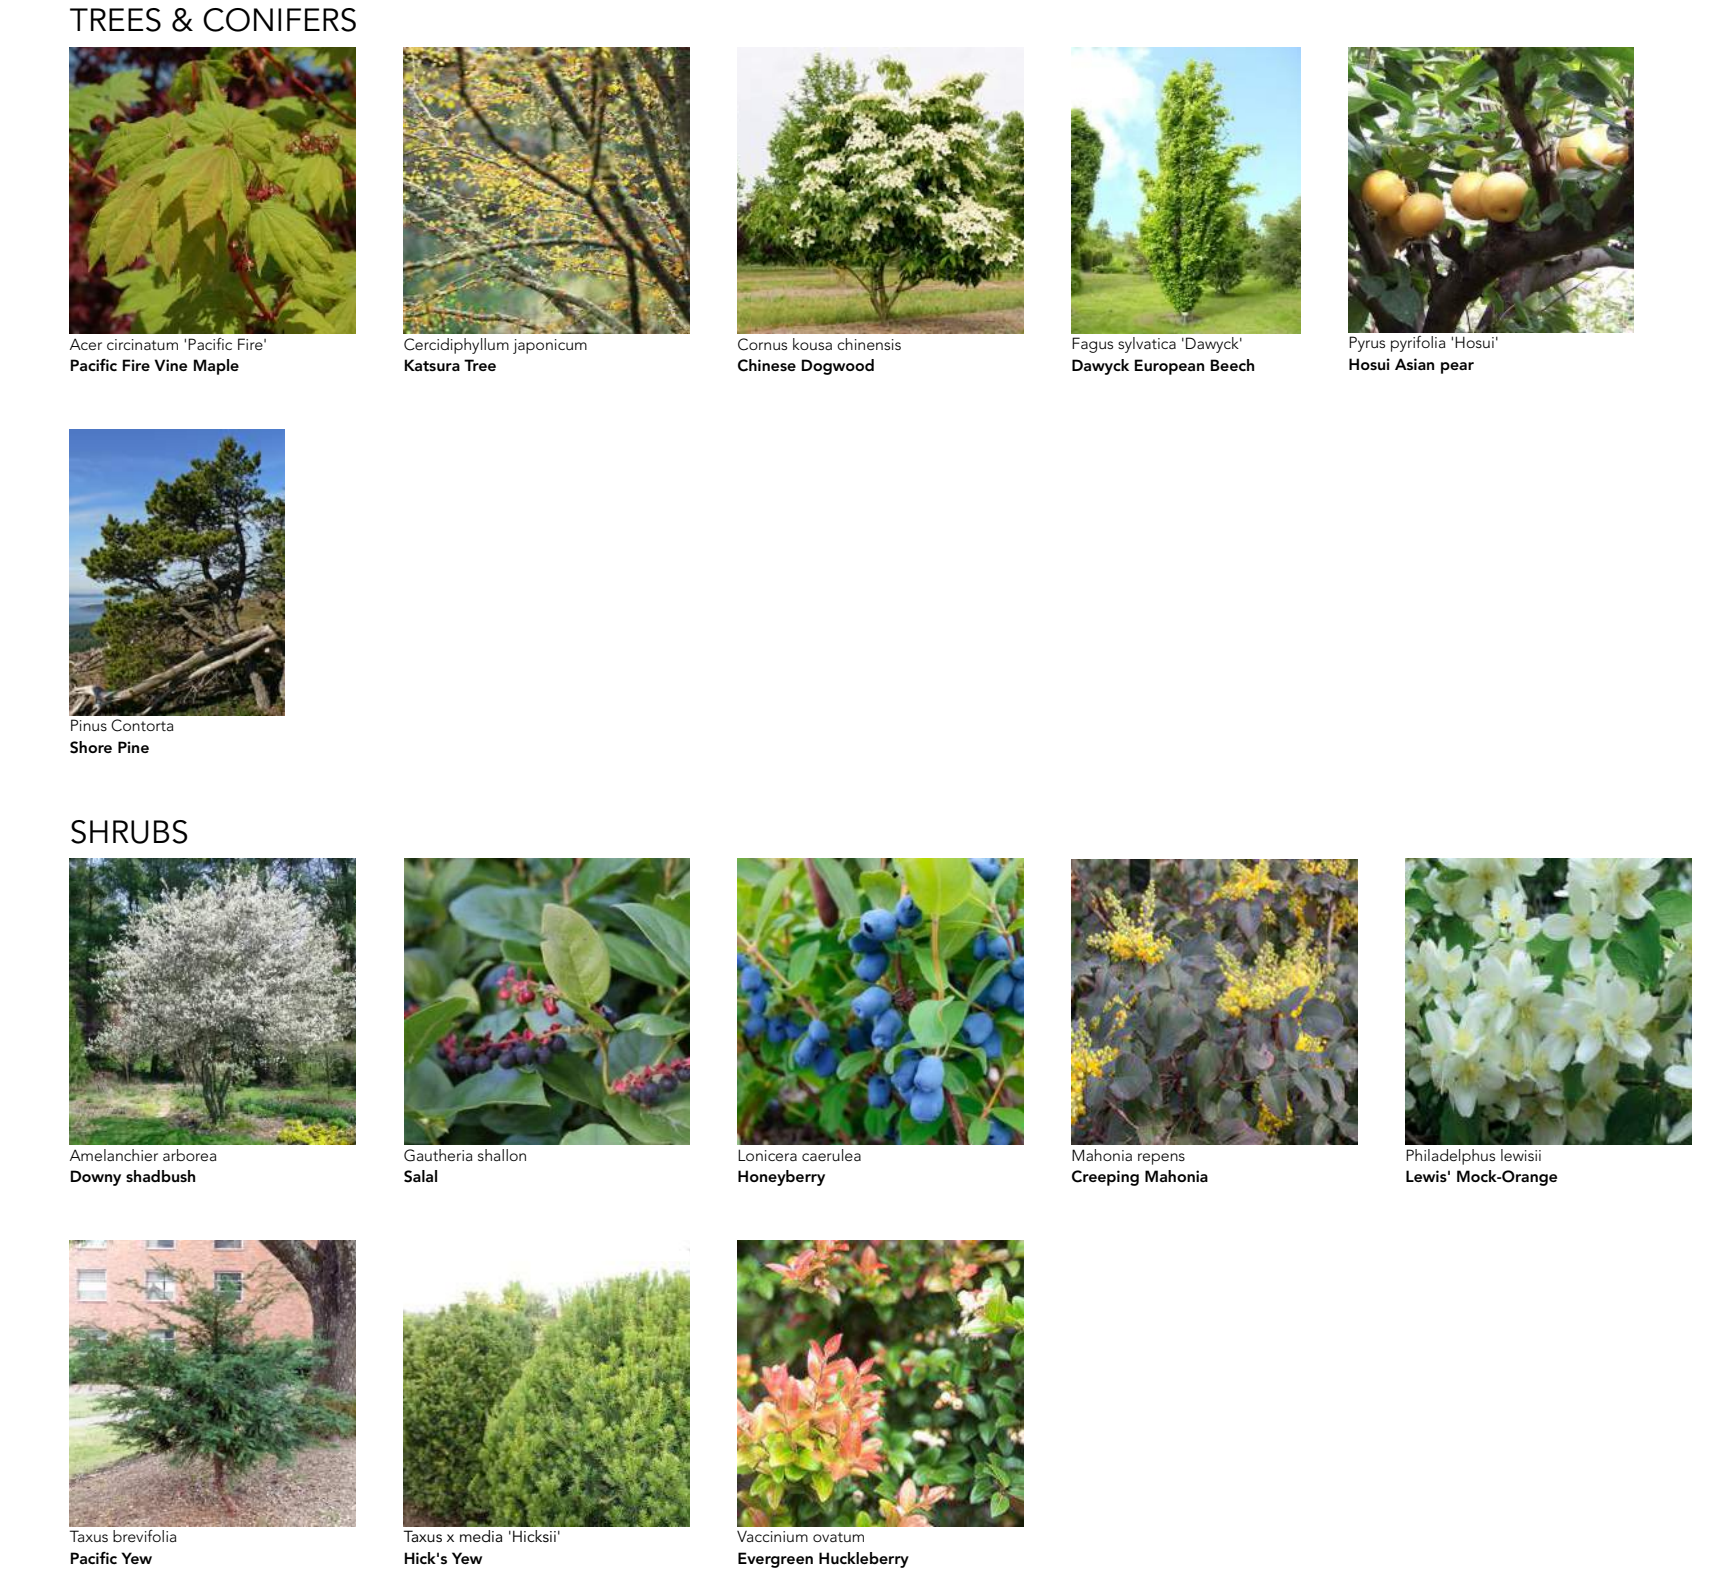 TREES & CONIFERS
Acer circinatum 'Pacific Fire'
Pacific Fire Vine Maple
Cercidiphyllum japonicum
Katsura Tree
Cornus kousa chinensis
Chinese Dogwood
Fagus sylvatica 'Dawyck'
Dawyck European Beech
Pyrus pyrifolia 'Hosui'
Hosui Asian pear
Pinus Contorta
Shore Pine
SHRUBS
Amelanchier arborea
Downy shadbush
Gautheria shallon
Salal
Lonicera caerulea
Honeyberry
Mahonia repens
Creeping Mahonia
Philadelphus lewisii
Lewis' Mock-Orange
Taxus brevifolia
Pacific Yew
Taxus x media 'Hicksii'
Hick's Yew
Vaccinium ovatum
Evergreen Huckleberry